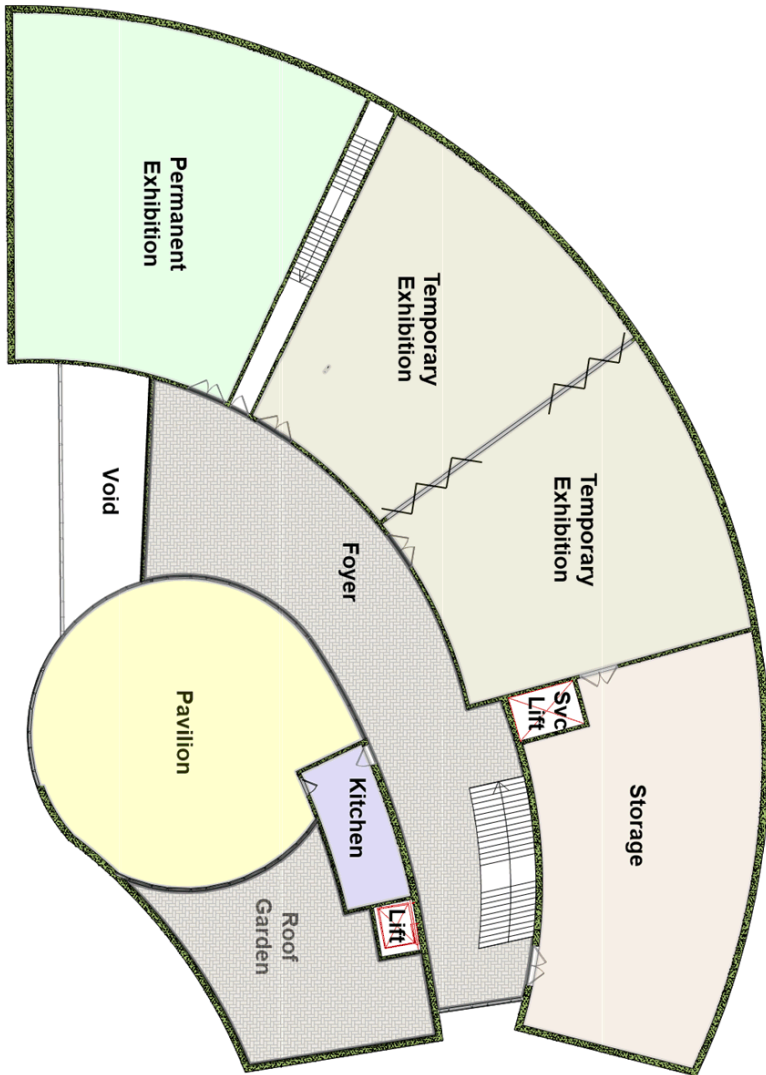 Permanent
Exhibition
Temporary
Exhibition
Temporary
Exhibition
Void
Foyer
Pavilion
Svc
Lift
Kitchen
Storage
Lift
Roof
Garden